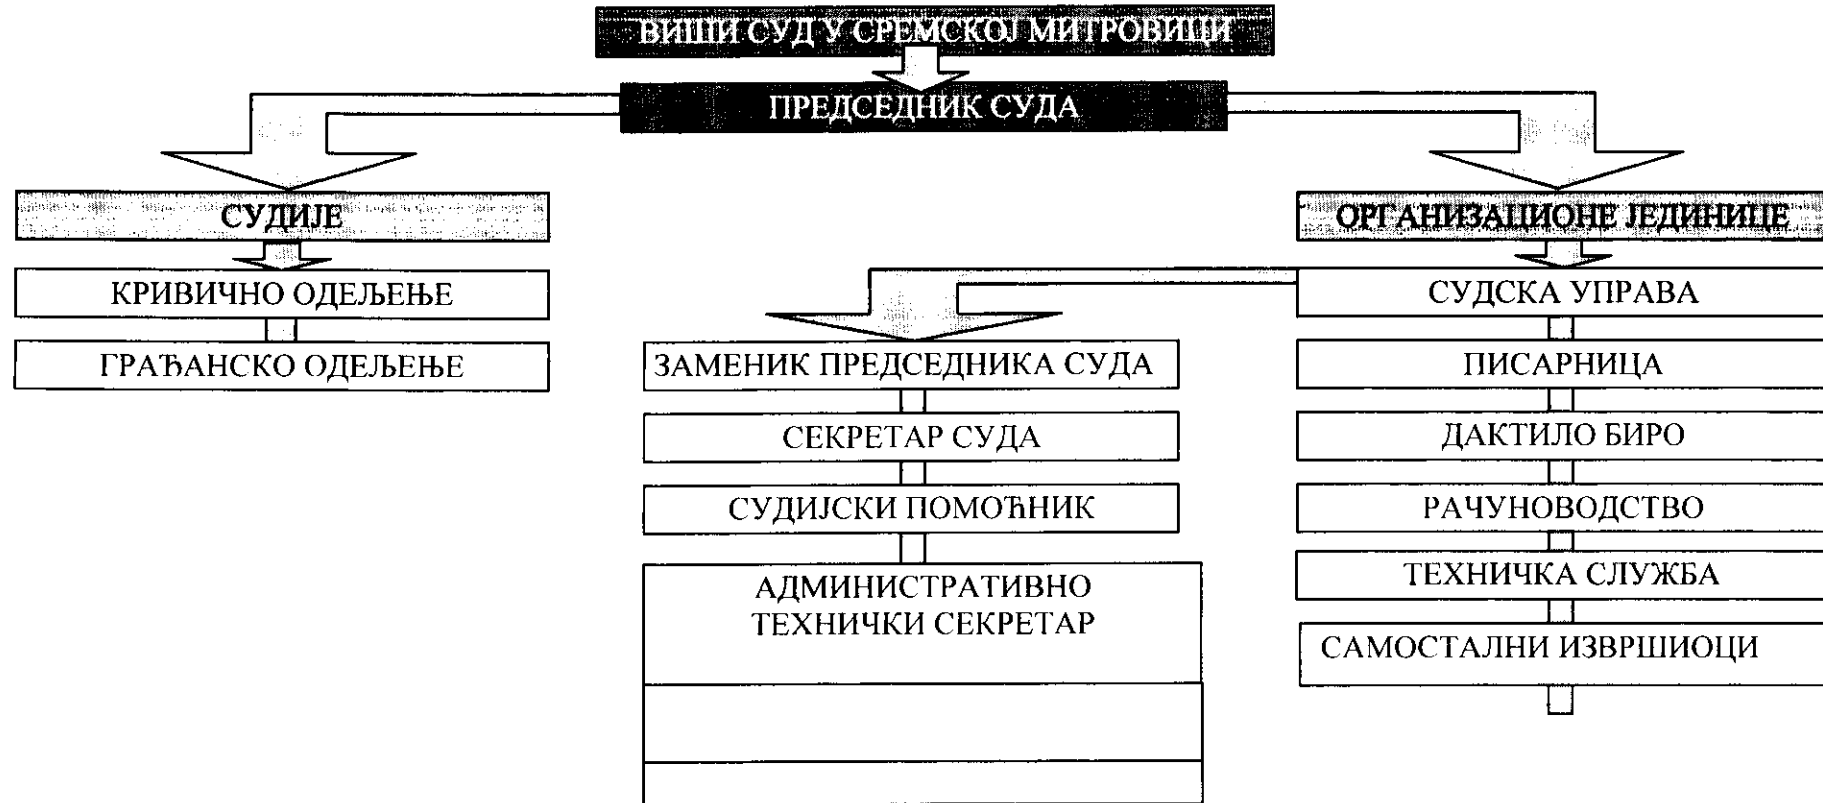 ВИШИ СУД У СРЕМСКОЈ МИТРОВИЦИ
ПРЕДСЕДНИК СУДА
СУДИЈЕ
КРИВИЧНО ОДЕЉЕЊЕ
ГРАЂАНСКО ОДЕЉЕЊЕ
ЗАМЕНИК ПРЕДСЕДНИКА СУДА
СЕКРЕТАР СУДА
СУДИЈСКИ ПОМОЋНИК
АДМИНИСТРАТИВНО
ТЕХНИЧКИ СЕКРЕТАР
ОРГАНИЗАЦИОНЕ ЈЕДИНИЦЕ
СУДСКА УПРАВА
ПИСАРНИЦА
ДАКТИЛО БИРО
РАЧУНОВОДСТВО
ТЕХНИЧКА СЛУЖБА
САМОСТАЛНИ ИЗВРШИОЦИ